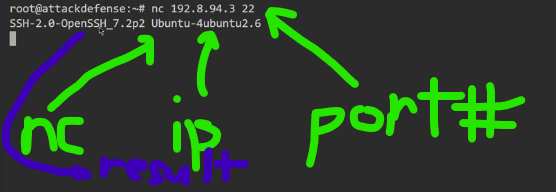 root@attackdefense:~# nc 192.8.94.3 22
SSH-2.0-OpenSSH_7.2p2 Ubuntu-4ubuntu2.6
nc ip port#
result